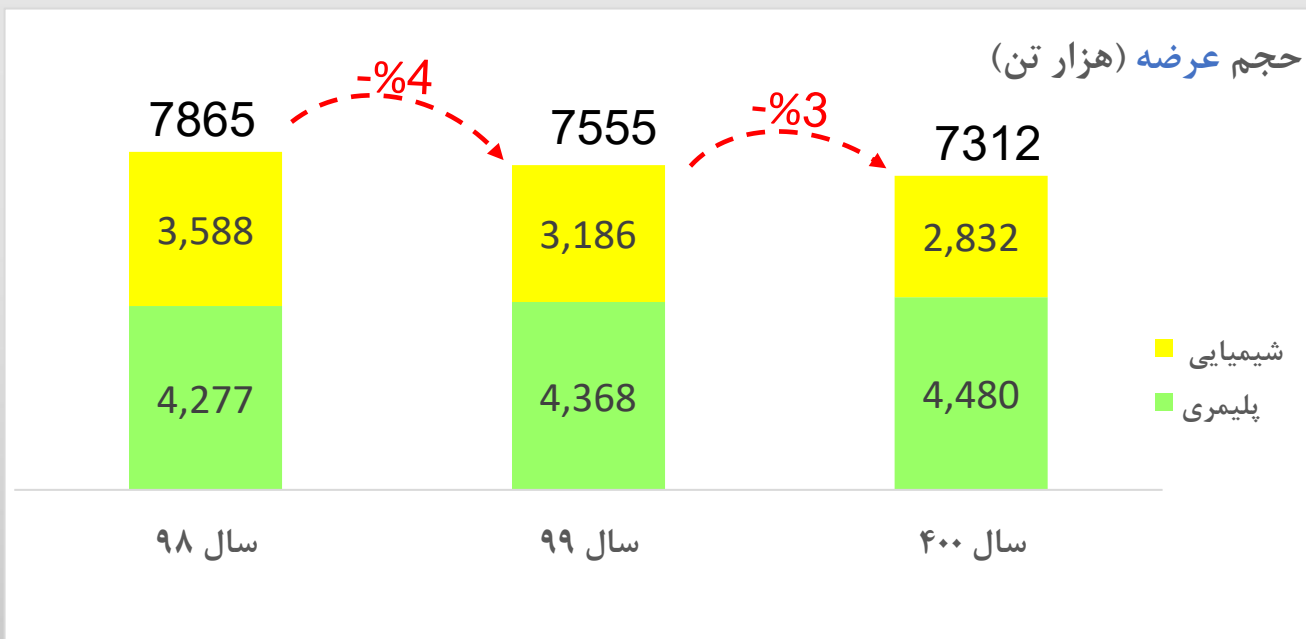 حجم عرضه (هزار تن)
-%4
-%3
7865
7555
7312
3,588
3,186
2,832
4,277
4,368
4,480
شیمیایی
پلیمری
سال ۹۸
سال ۹۹
سال ۴۰۰